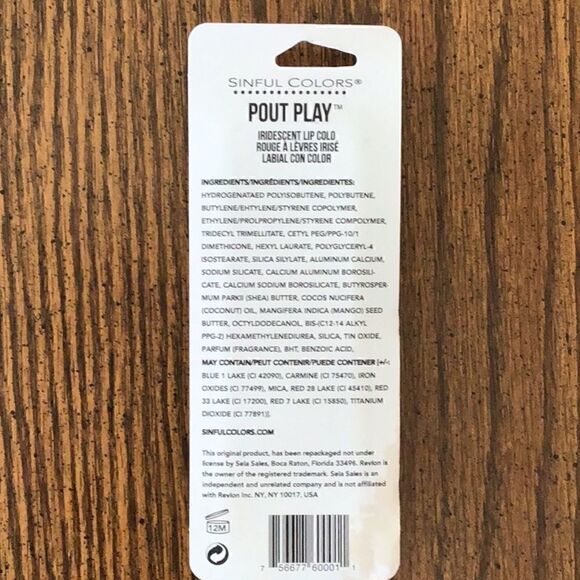 SINFUL COLORS®
POUT PLAY™
IRIDESCENT LIP COLO
ROUGE À LÈVRES IRISÉ
LABIAL CON COLOR
INGREDIENTS/INGRÉDIENTS/INGREDIENTES:
HYDROGENATAED POLYISOBUTENE, POLYBUTENE,
BUTYLENE/EHTYLENE/STYRENE COPOLYMER,
ETHYLENE/PROLPROPYLENE/STYRENE COMPOLYMER,
TRIDECYL TRIMELLITATE, CETYL PEG/PPG-10/1
DIMETHICONE, HEXYL LAURATE, POLYGLYCERYL-4
ISOSTEARATE, SILICA SILYLATE, ALUMINUM CALCIUM,
SODIUM SILICATE, CALCIUM ALUMINUM BOROSILI-
CATE, CALCIUM SODIUM BOROSILICATE, BUTYROSPER-
MUM PARKII (SHEA) BUTTER, COCOS NUCIFERA
(COCONUT) OIL, MANGIFERA INDICA (MANGO) SEED
BUTTER, OCTYLDODECANOL, BIS-(C12-14 ALKYL
PPG-2) HEXAMETHYLENEDIUREA, SILICA, TIN OXIDE,
PARFUM (FRAGRANCE), BHT, BENZOIC ACID,
MAY CONTAIN/PEUT CONTENIR/PUEDE CONTENER [+/-:
BLUE 1 LAKE (CI 42090), CARMINE (CI 75470), IRON
OXIDES (CI 77499), MICA, RED 28 LAKE (CI 45410), RED
33 LAKE (CI 17200), RED 7 LAKE (CI 15850), TITANIUM
DIOXIDE (CI 77891)].
SINFULCOLORS.COM
This original product, has been repackaged not under
license by Sela Sales, Boca Raton, Florida 33496. Revlon is
the owner of the registered trademark. Sela Sales is an
independent and unrelated company and is not affiliated
with Revlon Inc. NY, NY 10017, USA
12M
7 56677 60001 1